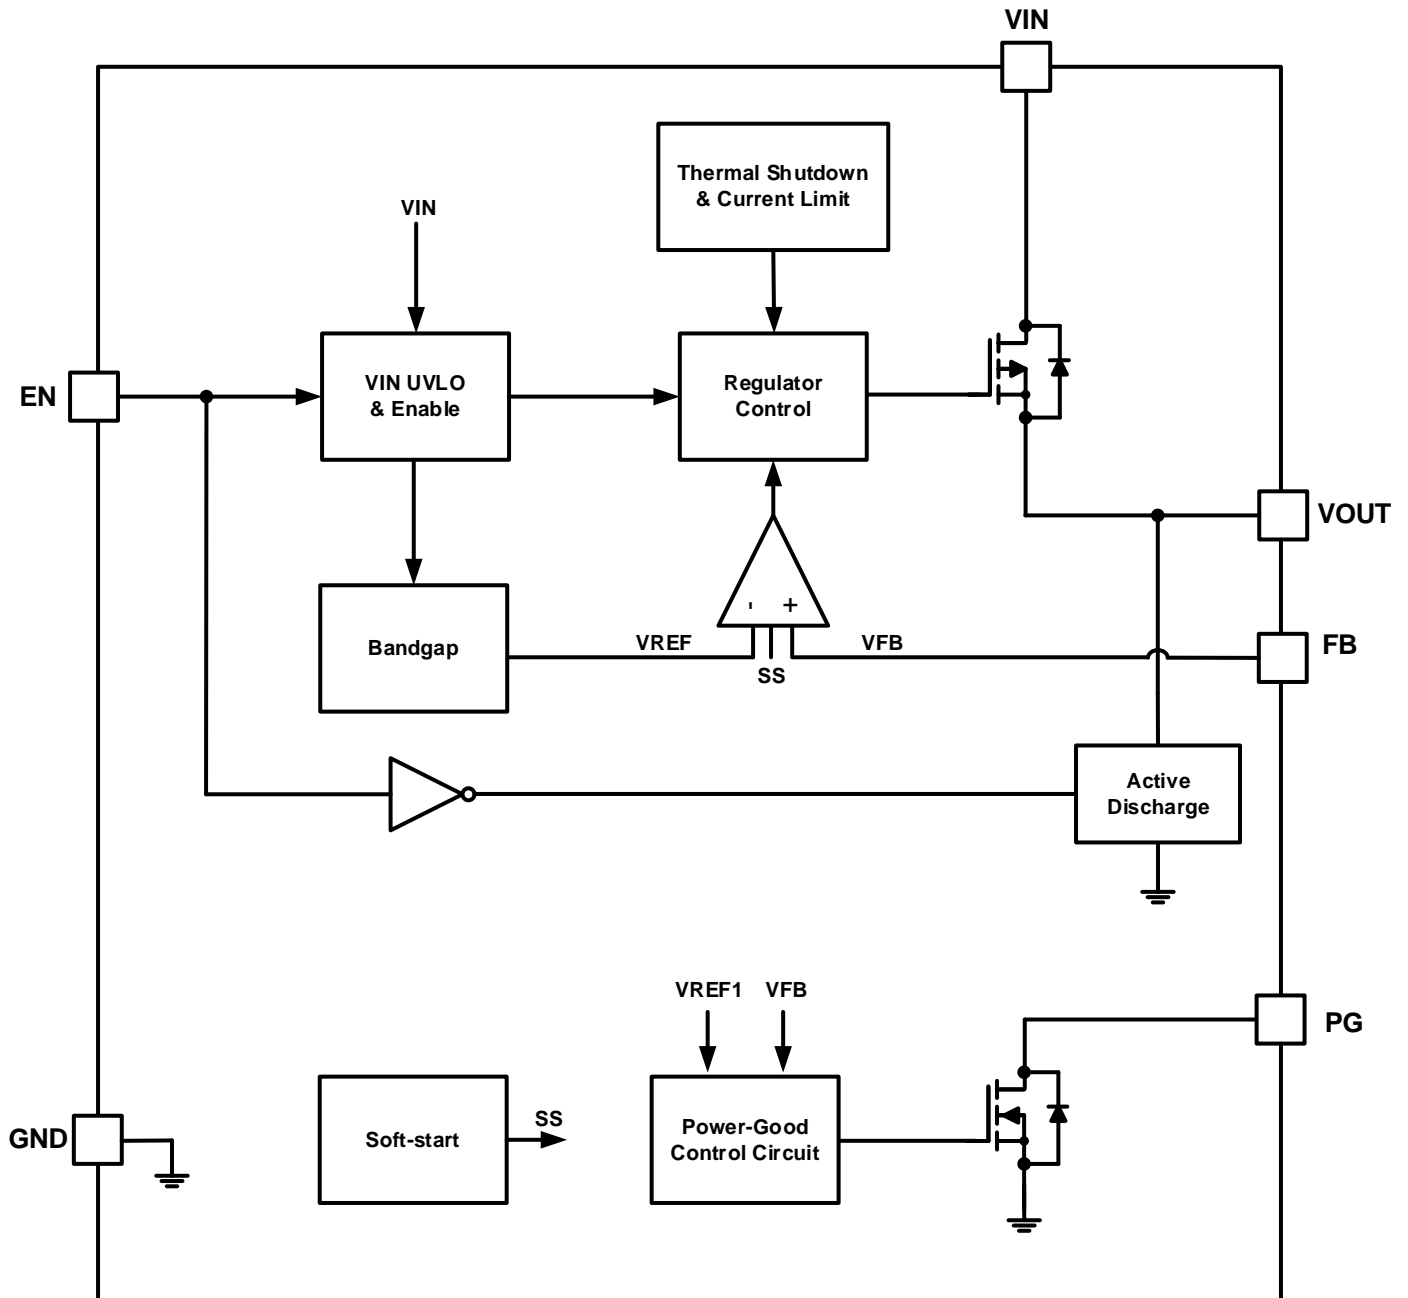 VIN
Thermal Shutdown
& Current Limit
VIN
EN
VIN UVLO
& Enable
Regulator
Control
VOUT
- +
Bandgap
VREF
SS
VFB
FB
Active
Discharge
VREF1 VFB
PG
GND
Soft-start
SS
Power-Good
Control Circuit